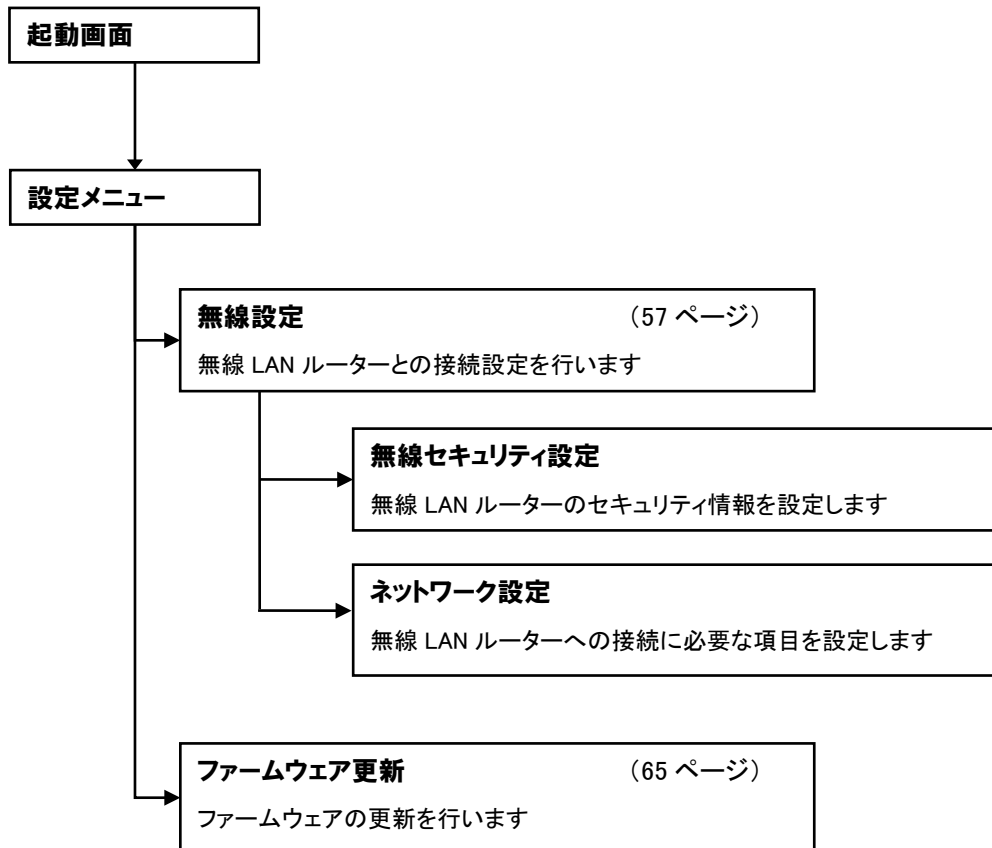 起動画面
設定メニュー
無線設定 （57 ページ）
無線 LAN ルーターとの接続設定を行います
無線セキュリティ設定
無線 LAN ルーターのセキュリティ情報を設定します
ネットワーク設定
無線 LAN ルーターへの接続に必要な項目を設定します
ファームウェア更新 （65 ページ）
ファームウェアの更新を行います